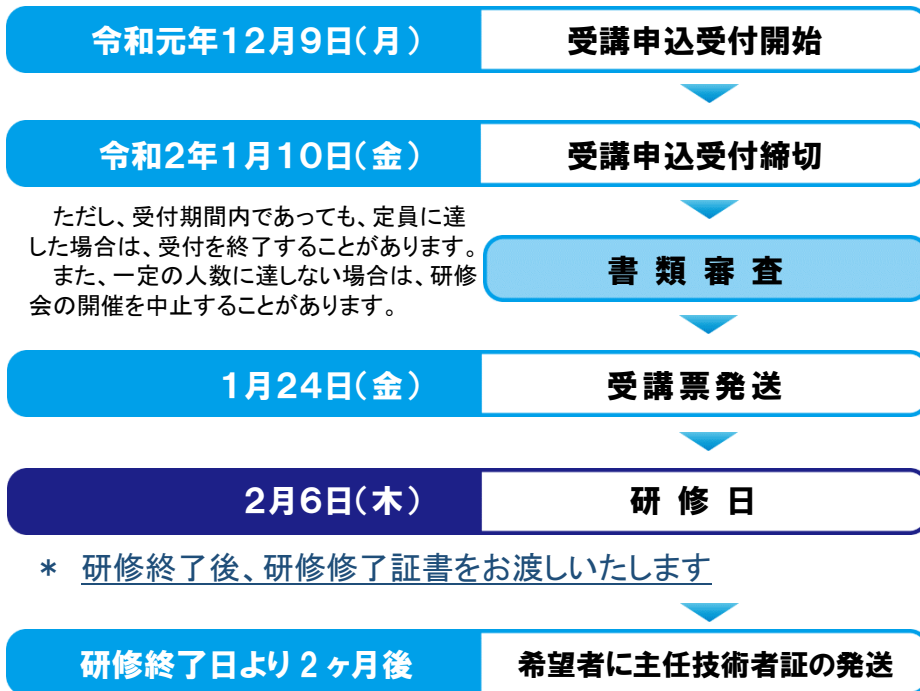 令和元年12月9日(月) 受講申込受付開始
令和2年1月10日(金) 受講申込受付締切
ただし、受付期間内であっても、定員に達
した場合は、受付を終了することがあります。
また、一定の人数に達しない場合は、研修
会の開催を中止することがあります。
書類審査
1月24日(金) 受講票発送
2月6日(木) 研修日
* 研修終了後、研修修了証書をお渡しいたします
研修終了日より2ヶ月後 希望者に主任技術者証の発送